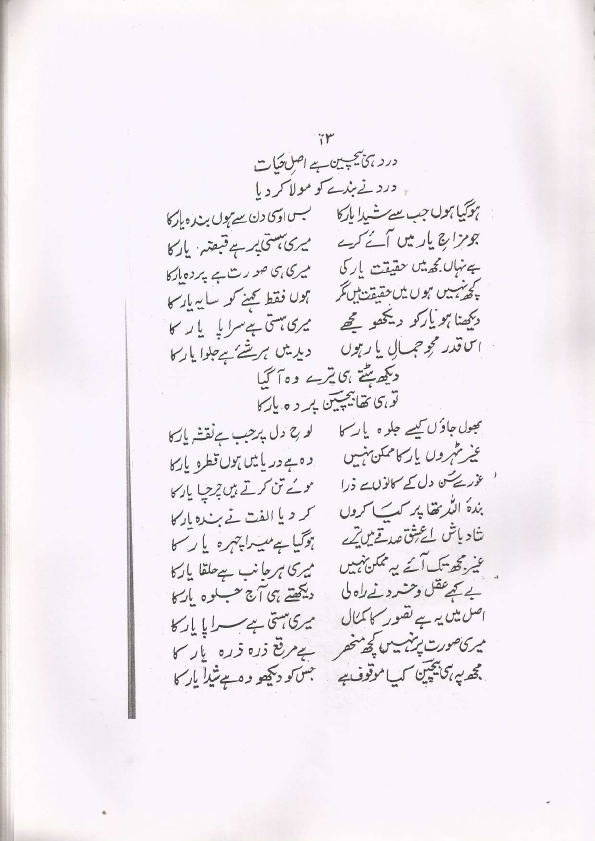 ۱۳
درد ہی بیچین ہے اصلِ حیات
درد نے بندے کو مولا کر دیا
ہو گیا ہوں جب سے شیدا یار کا بس اوسی دن سے ہوں بندہ یار کا
جو مزاجِ یار میں آئے کرے میری ہستی پر ہے قبضہ یار کا
ہے نہاں مجھ میں حقیقت یار کی میری ہی صورت ہے پردہ یار کا
کچھ نہیں ہوں میں حقیقت میں مگر ہوں فقط کہنے کو سایہ یار کا
دیکھنا ہو یار کو دیکھو مجھے میری ہستی ہے سراپا یار کا
اس قدر محوِ جمالِ یار ہوں دید میں ہر شئے ہے جلوا یار کا
دیکھ ہٹتے ہی ترے وہ آ گیا
تو ہی تھا بیچین پردہ یار کا
بھول جاؤں کیسے جلوہ یار کا لوحِ دل پر جب ہے نقشہ یار کا
غیر ٹھہروں یار کا ممکن نہیں وہ ہے دریا میں ہوں قطرہ یار کا
غور سے سُن دل کے کانوں سے ذرا موئے تن کرتے ہیں چرچا یار کا
بندۂ اللہ تھا پر کیا کروں کر دیا الفت نے بندہ یار کا
شاد باش اے عشق صدقے میں ترے ہو گیا ہے میرا چہرہ یار کا
غیر مجھ تک آئے یہ ممکن نہیں میری ہر جانب ہے حلقا یار کا
بے کہے عقل و خرد نے راہ لی دیکھتے ہی آج جلوہ یار کا
اصل میں یہ ہے تصور کا کمال میری ہستی ہے سراپا یار کا
میری صورت پر نہیں کچھ منحصر ہے مرقع ذرہ ذرہ یار کا
مجھ پہ ہی بیچین کیا موقوف ہے جس کو دیکھو وہ ہے شیدا یار کا